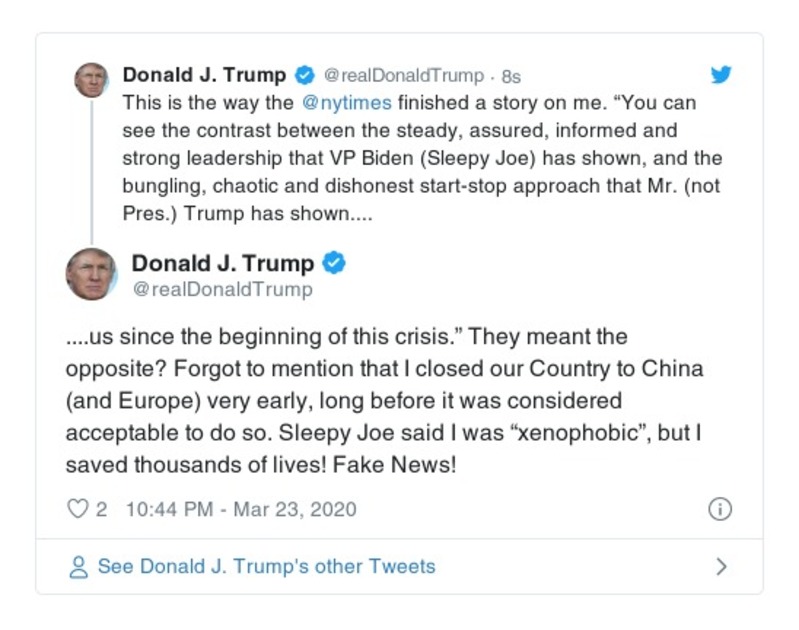 Donald J. Trump @realDonaldTrump · 8s
This is the way the @nytimes finished a story on me. “You can
see the contrast between the steady, assured, informed and
strong leadership that VP Biden (Sleepy Joe) has shown, and the
bungling, chaotic and dishonest start-stop approach that Mr. (not
Pres.) Trump has shown....
Donald J. Trump
@realDonaldTrump
....us since the beginning of this crisis.” They meant the
opposite? Forgot to mention that I closed our Country to China
(and Europe) very early, long before it was considered
acceptable to do so. Sleepy Joe said I was “xenophobic”, but I
saved thousands of lives! Fake News!
2 10:44 PM - Mar 23, 2020
See Donald J. Trump's other Tweets